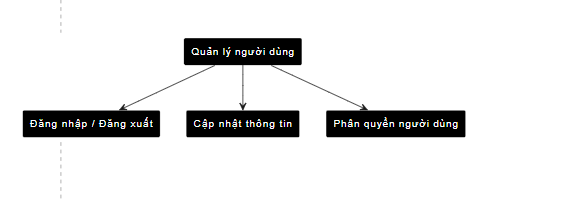 Quản lý người dùng
Đăng nhập / Đăng xuất
Cập nhật thông tin
Phân quyền người dùng